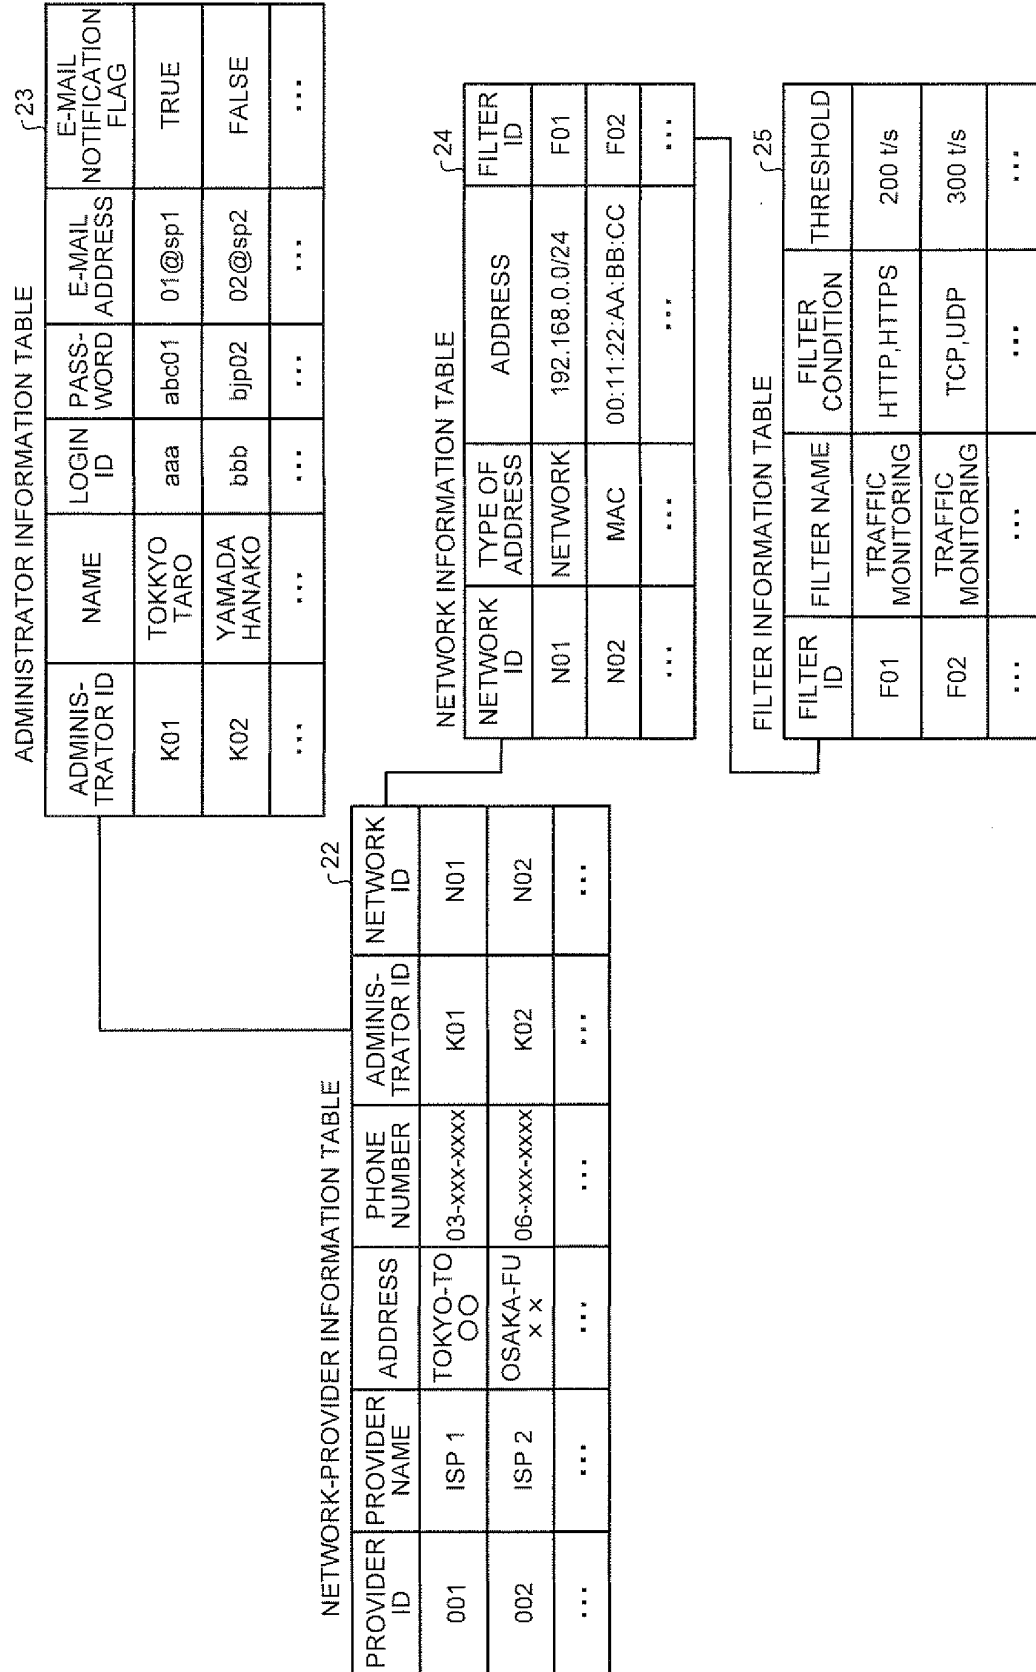 ADMINISTRATOR INFORMATION TABLE
23
ADMINIS-
TRATOR ID
NAME
LOGIN
ID
PASS-
WORD
E-MAIL
ADDRESS
E-MAIL
NOTIFICATION
FLAG
K01
TOKKYO
TARO
aaa
abc01
01@sp1
TRUE
K02
YAMADA
HANAKO
bbb
bjp02
02@sp2
FALSE
... ... ... ... ... ...
NETWORK-PROVIDER INFORMATION TABLE
22
PROVIDER
ID
PROVIDER
NAME
ADDRESS
PHONE
NUMBER
ADMINIS-
TRATOR ID
NETWORK
ID
001
ISP 1
TOKYO-TO
○○
03-xxx-xxxx
K01
N01
002
ISP 2
OSAKA-FU
××
06-xxx-xxxx
K02
N02
... ... ... ... ... ...
NETWORK INFORMATION TABLE
24
NETWORK
ID
TYPE OF
ADDRESS
ADDRESS
FILTER
ID
N01
NETWORK
192.168.0.0/24
F01
N02
MAC
00:11:22:AA:BB:CC
F02
... ... ... ...
FILTER INFORMATION TABLE
25
FILTER
ID
FILTER NAME
FILTER
CONDITION
THRESHOLD
F01
TRAFFIC
MONITORING
HTTP,HTTPS
200 t/s
F02
TRAFFIC
MONITORING
TCP,UDP
300 t/s
... ... ... ...